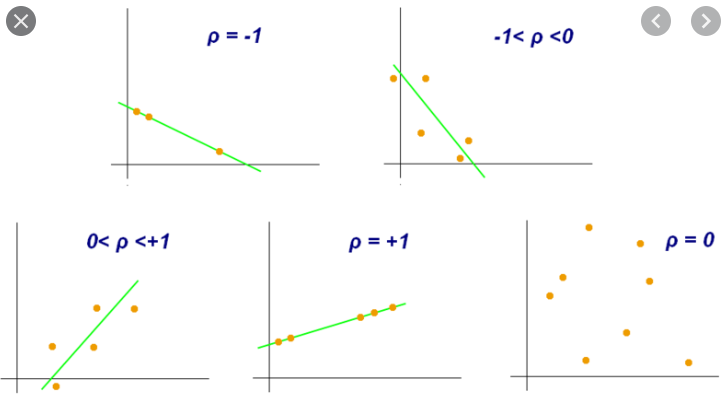 ρ = -1
-1< ρ <0
0< ρ <+1
ρ = +1
ρ = 0